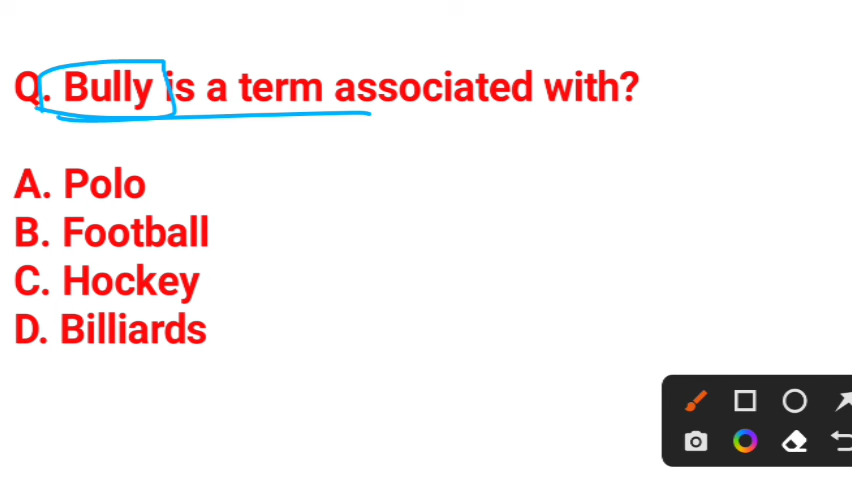 Q. Bully is a term associated with?
A. Polo
B. Football
C. Hockey
D. Billiards